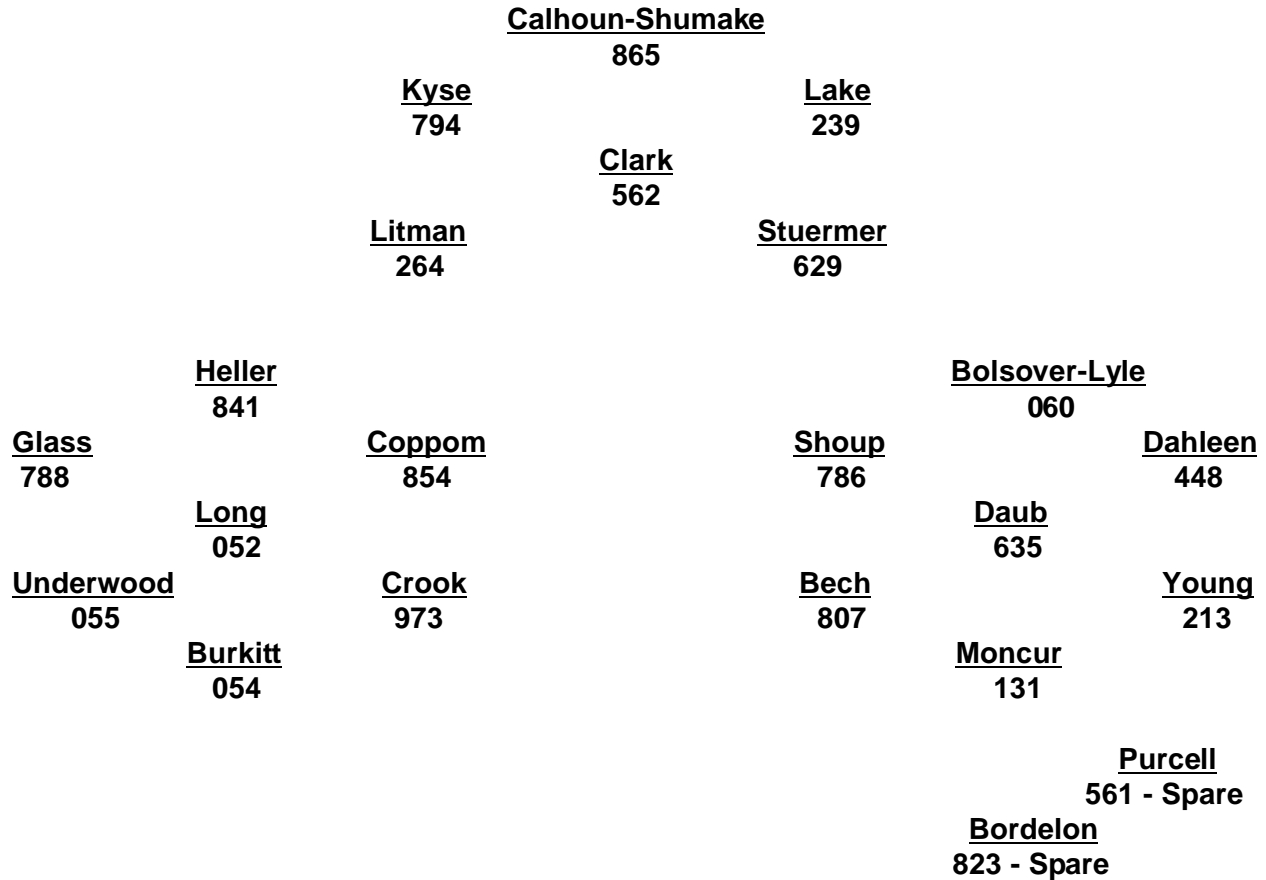 Calhoun-Shumake
865
Kyse Lake
794 239
Clark
562
Litman Stuermer
264 629
Heller Bolsover-Lyle
841 060
Glass Coppom Shoup Dahleen
788 854 786 448
Long Daub
052 635
Underwood Crook Bech Young
055 973 807 213
Burkitt Moncur
054 131
Purcell
561 - Spare
Bordelon
823 - Spare